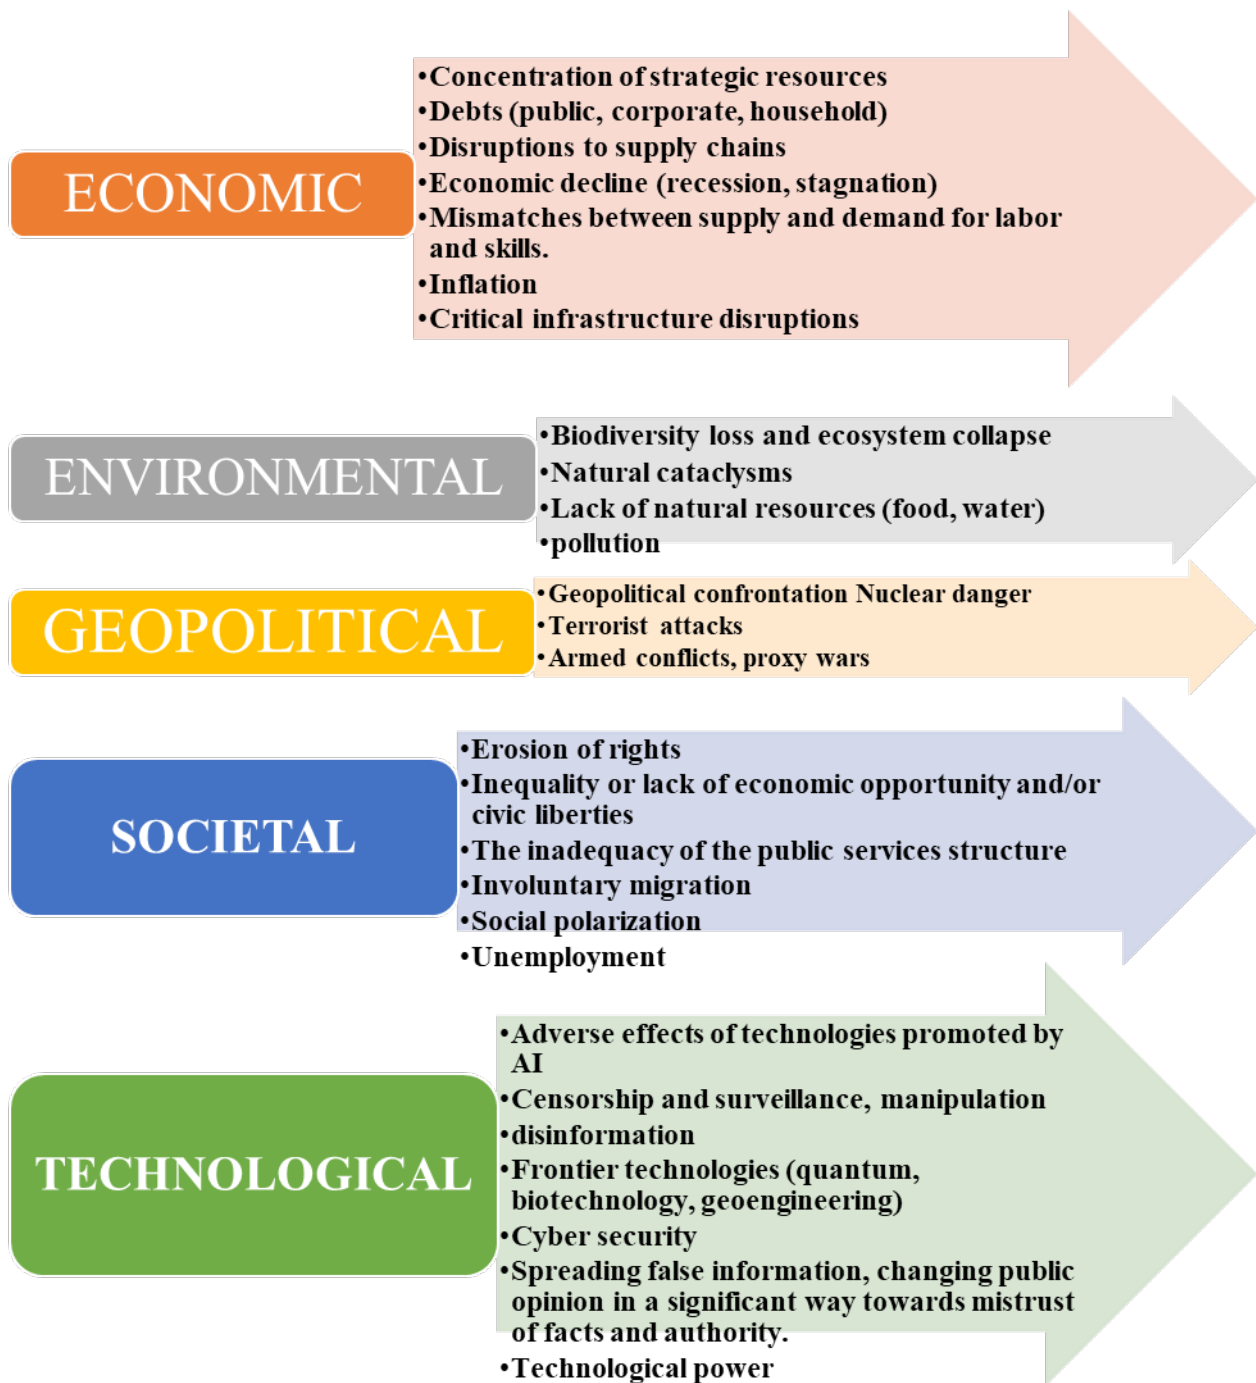 ECONOMIC
•Concentration of strategic resources
•Debts (public, corporate, household)
•Disruptions to supply chains
•Economic decline (recession, stagnation)
•Mismatches between supply and demand for labor
and skills.
•Inflation
•Critical infrastructure disruptions
ENVIRONMENTAL
•Biodiversity loss and ecosystem collapse
•Natural cataclysms
•Lack of natural resources (food, water)
•pollution
GEOPOLITICAL
•Geopolitical confrontation Nuclear danger
•Terrorist attacks
•Armed conflicts, proxy wars
SOCIETAL
•Erosion of rights
•Inequality or lack of economic opportunity and/or
civic liberties
•The inadequacy of the public services structure
•Involuntary migration
•Social polarization
•Unemployment
TECHNOLOGICAL
•Adverse effects of technologies promoted by
AI
•Censorship and surveillance, manipulation
•disinformation
•Frontier technologies (quantum,
biotechnology, geoengineering)
•Cyber security
•Spreading false information, changing public
opinion in a significant way towards mistrust
of facts and authority.
•Technological power